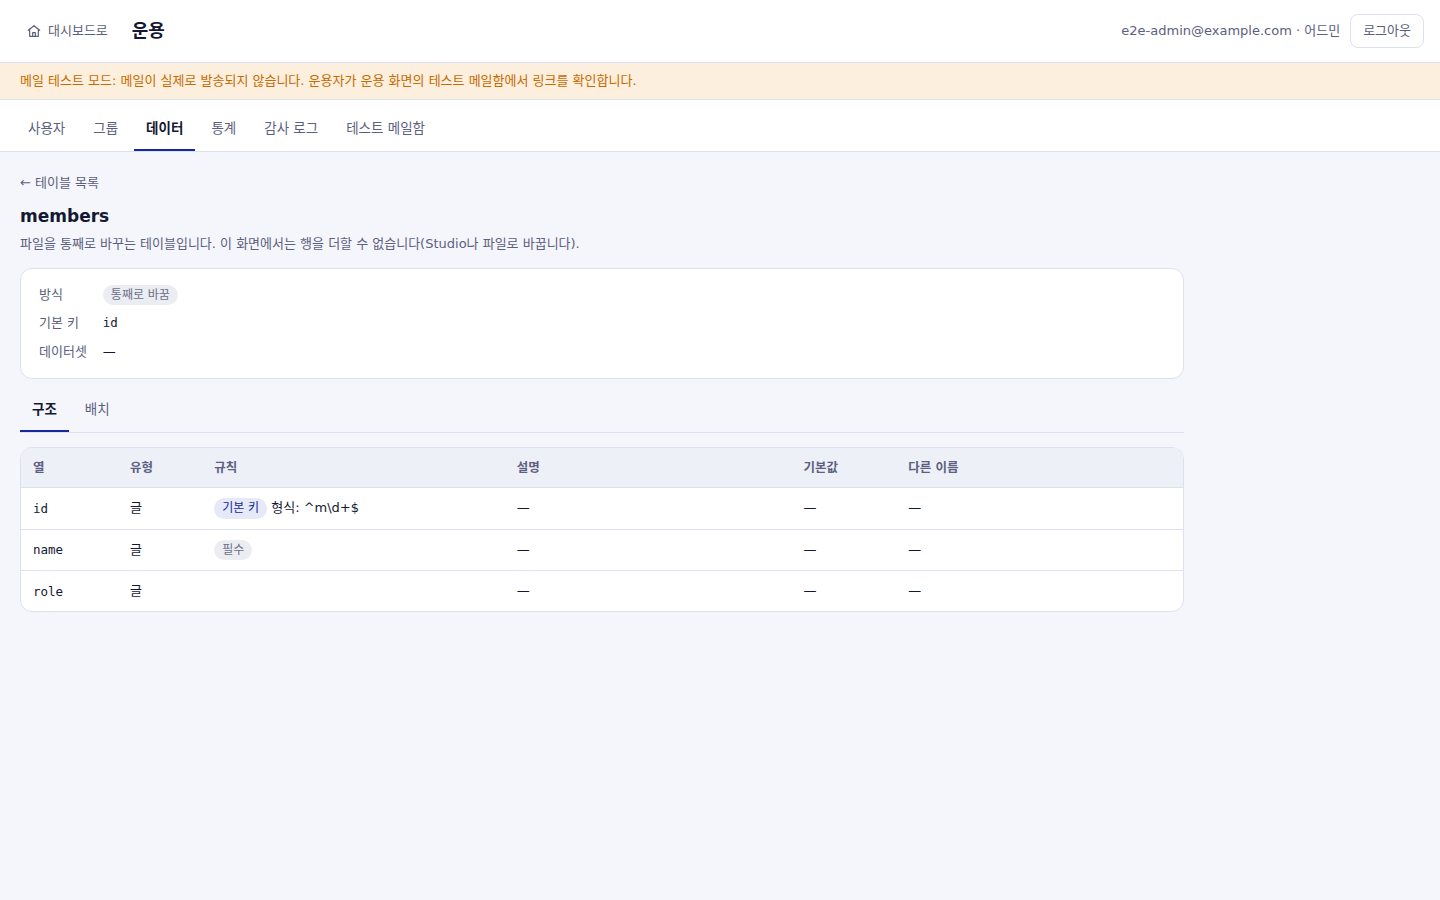 대시보드로 운용 e2e-admin@example.com · 어드민 로그아웃
메일 테스트 모드: 메일이 실제로 발송되지 않습니다. 운용자가 운용 화면의 테스트 메일함에서 링크를 확인합니다.
사용자 그룹 데이터 통계 감사 로그 테스트 메일함
← 테이블 목록
members
파일을 통째로 바꾸는 테이블입니다. 이 화면에서는 행을 더할 수 없습니다(Studio나 파일로 바꿉니다).
방식 통째로 바꿈
기본 키 id
데이터셋 —
구조 배치
열 유형 규칙 설명 기본값 다른 이름
id 글 기본 키 형식: ^m\d+$ — — —
name 글 필수 — — —
role 글 — — —